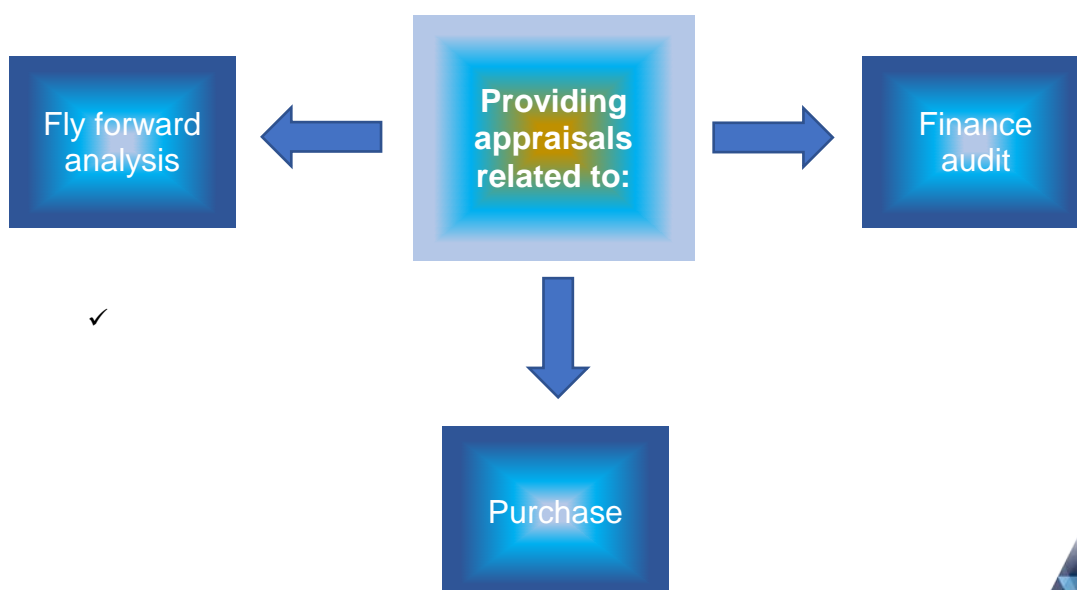 Providing
appraisals
related to:
Fly forward
analysis
Finance
audit
✓
Purchase